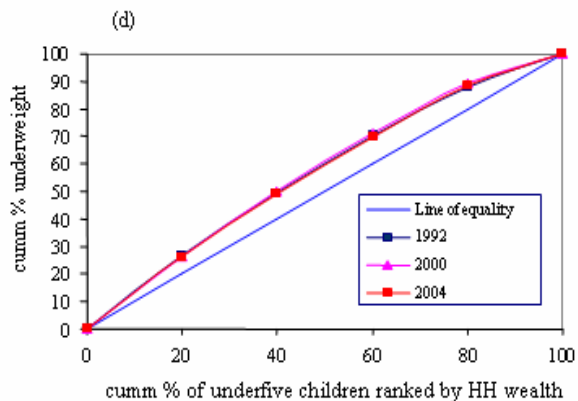 (d)
cumm % underweight
100
90
80
70
60
50
40
30
20
10
0
Line of equality
1992
2000
2004
0 20 40 60 80 100
cumm % of underfive children ranked by HH wealth